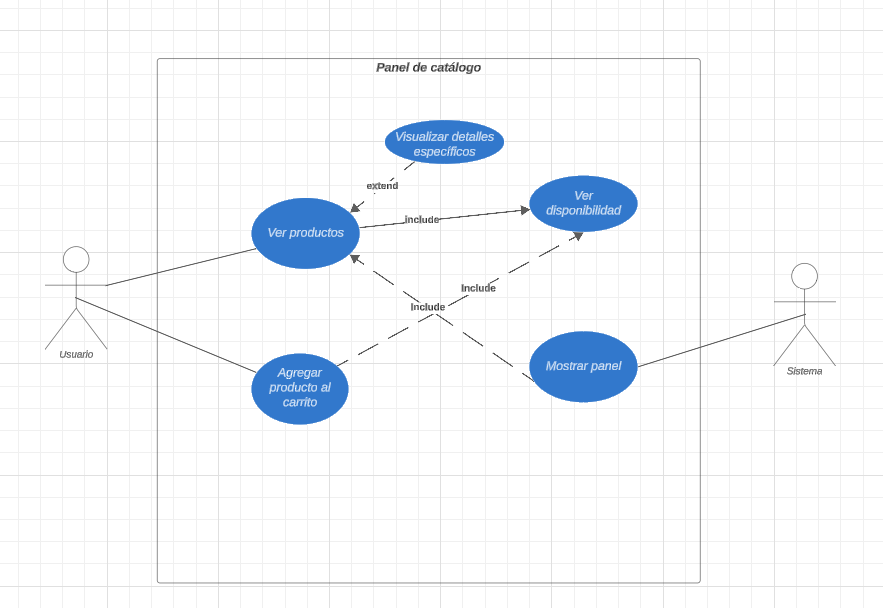 Panel de catálogo
Visualizar detalles
específicos
extend
Ver
disponibilidad
include
Ver productos
Include
Include
Usuario
Agregar
producto al
carrito
Mostrar panel
Sistema